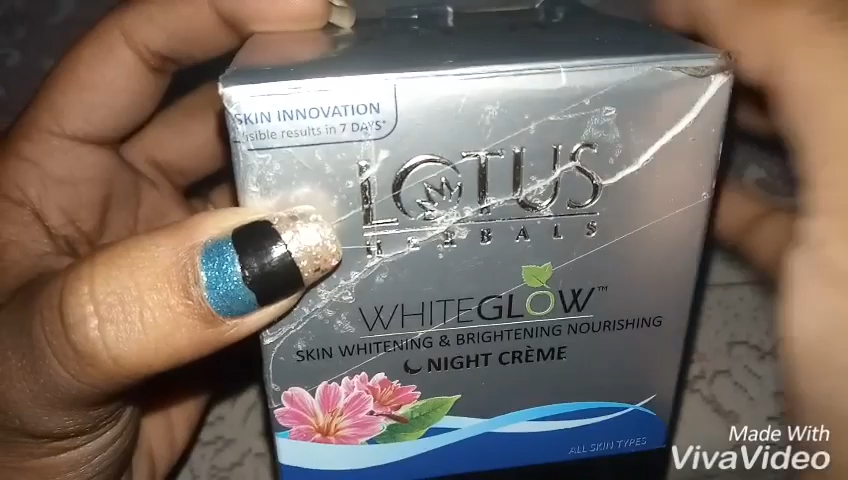 SKIN INNOVATION
Visible results in 7 DAYS*
LOTUS
HERBALS
WHITEGLOW™
SKIN WHITENING & BRIGHTENING NOURISHING
NIGHT CRÈME
ALL SKIN TYPES
Made With
VivaVideo